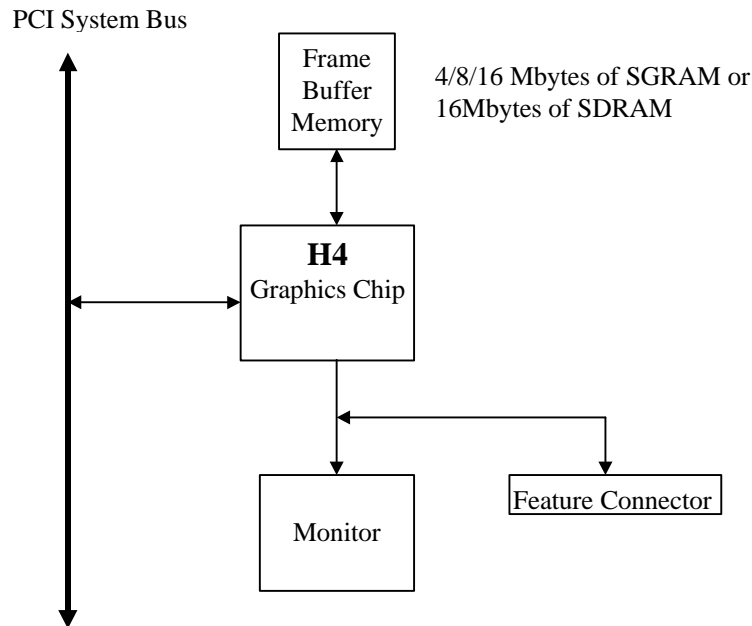 PCI System Bus
Frame
Buffer
Memory
4/8/16 Mbytes of SGRAM or
16Mbytes of SDRAM
H4
Graphics Chip
Monitor
Feature Connector